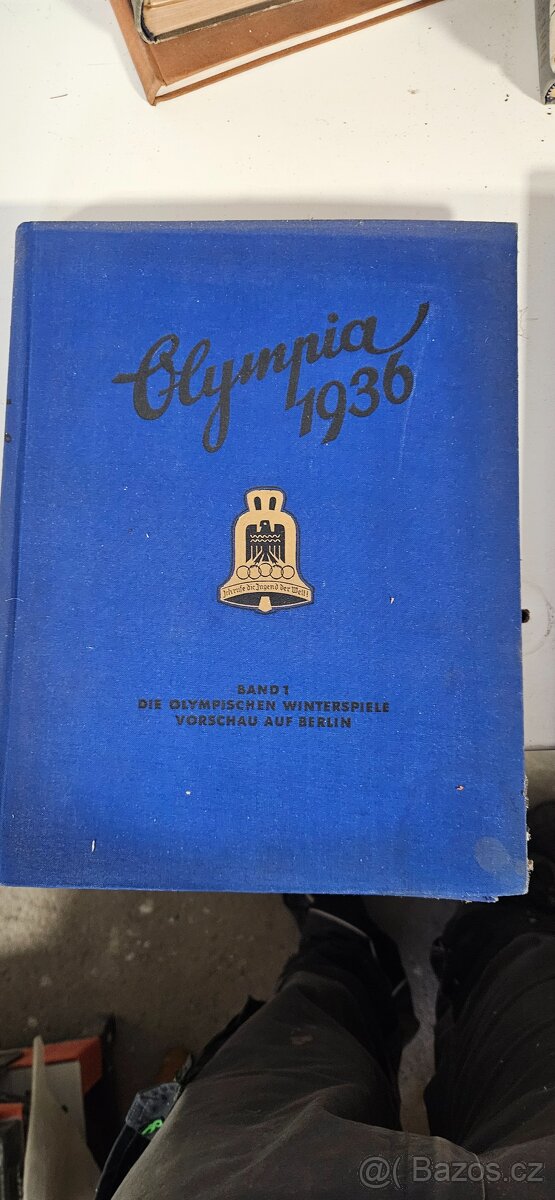 Olympia
1936
Ich rufe die Jugend der Welt!
BAND 1
DIE OLYMPISCHEN WINTERSPIELE
VORSCHAU AUF BERLIN
@ Bazos.cz